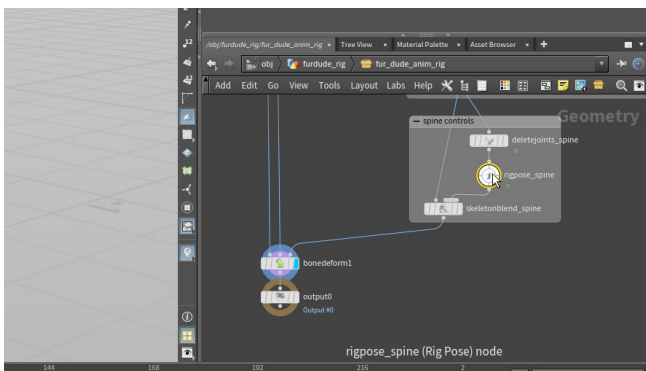 /obj/furdude_rig/fur_dude_anim_rig × Tree View × Material Palette × Asset Browser × +
obj furdude_rig fur_dude_anim_rig
Add Edit Go View Tools Layout Labs Help
spine controls
Geometry
deletejoints_spine
rigpose_spine
skeletonblend_spine
bonedeform1
output0
Output #0
rigpose_spine (Rig Pose) node
144 168 192 216 2